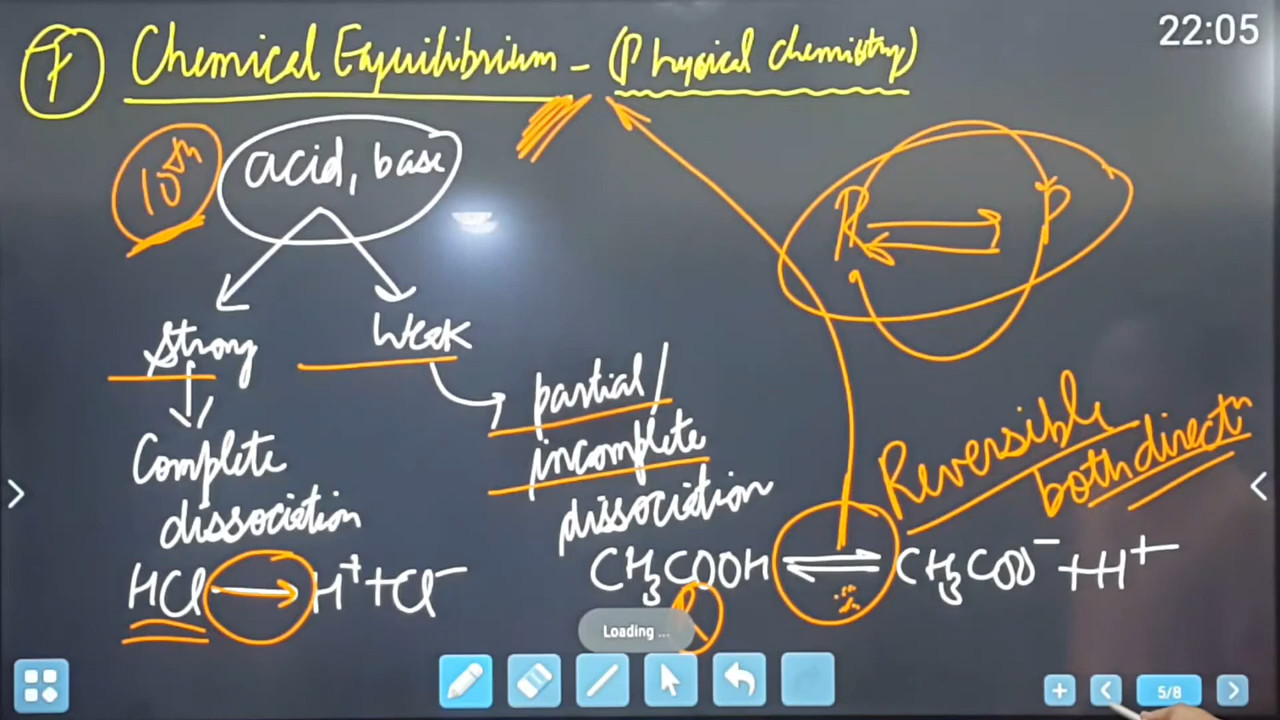 22:05
7 Chemical Equilibrium - (Physical chemistry)
10th acid, base
R ⇌ P
Strong
Weak
partial/
incomplete
dissociation
Complete
dissociation
Reversible
both directn
HCl → H⁺+Cl⁻
CH₃COOH ⇌ CH₃COO⁻+H⁺
R
Loading ...
5/8